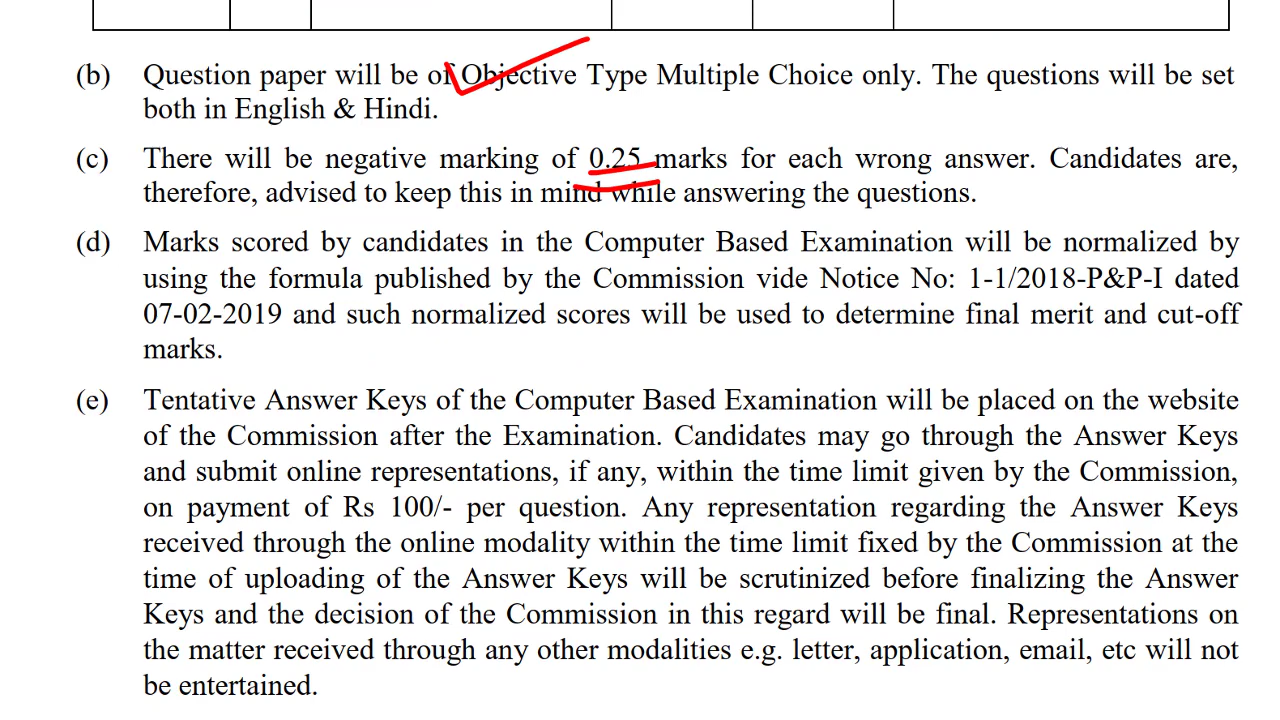 (b) Question paper will be of Objective Type Multiple Choice only. The questions will be set
both in English & Hindi.
(c) There will be negative marking of 0.25 marks for each wrong answer. Candidates are,
therefore, advised to keep this in mind while answering the questions.
(d) Marks scored by candidates in the Computer Based Examination will be normalized by
using the formula published by the Commission vide Notice No: 1-1/2018-P&P-I dated
07-02-2019 and such normalized scores will be used to determine final merit and cut-off
marks.
(e) Tentative Answer Keys of the Computer Based Examination will be placed on the website
of the Commission after the Examination. Candidates may go through the Answer Keys
and submit online representations, if any, within the time limit given by the Commission,
on payment of Rs 100/- per question. Any representation regarding the Answer Keys
received through the online modality within the time limit fixed by the Commission at the
time of uploading of the Answer Keys will be scrutinized before finalizing the Answer
Keys and the decision of the Commission in this regard will be final. Representations on
the matter received through any other modalities e.g. letter, application, email, etc will not
be entertained.